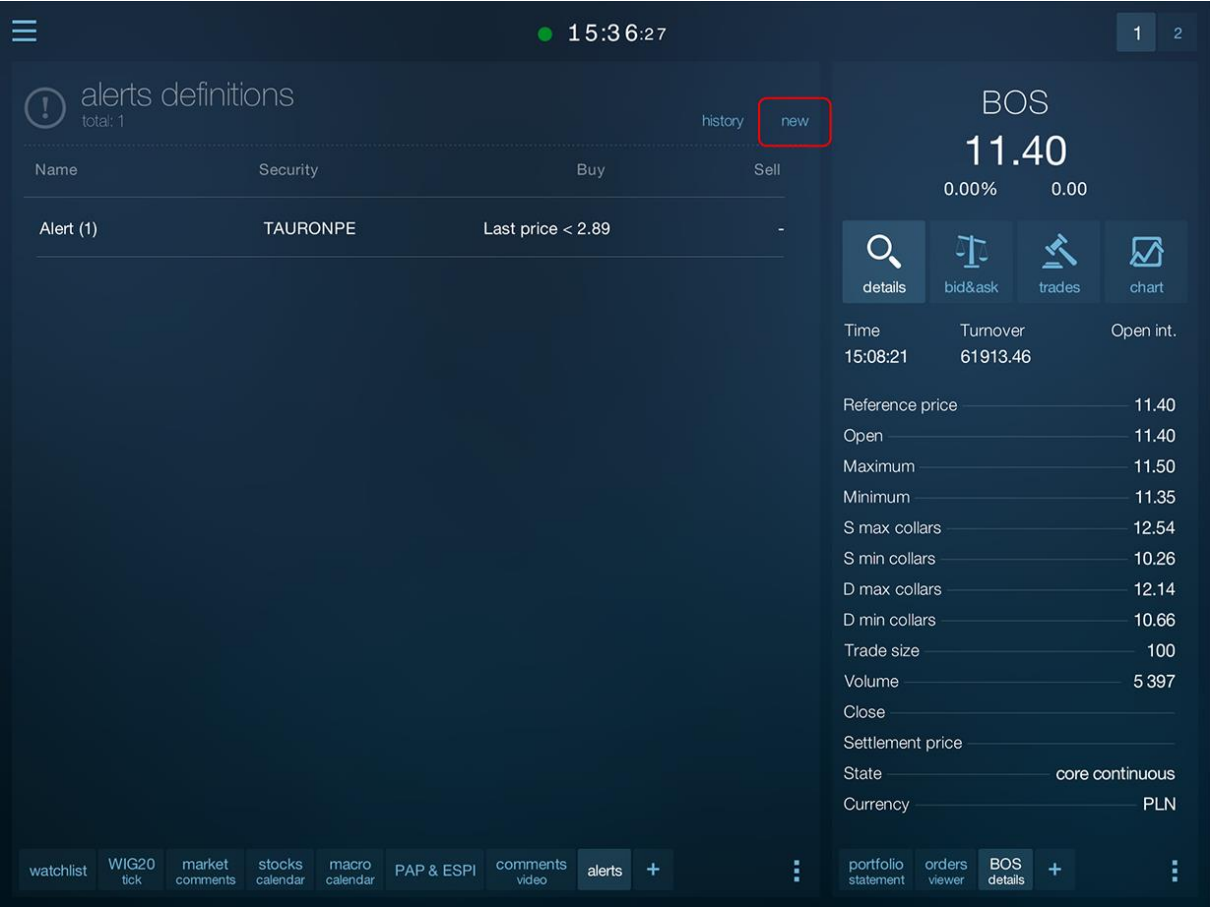 15:36:27
1 2
! alerts definitions
total: 1
history new
Name Security Buy Sell
Alert (1) TAURONPE Last price < 2.89 -
BOS
11.40
0.00% 0.00
details bid&ask trades chart
Time Turnover Open int.
15:08:21 61913.46
Reference price 11.40
Open 11.40
Maximum 11.50
Minimum 11.35
S max collars 12.54
S min collars 10.26
D max collars 12.14
D min collars 10.66
Trade size 100
Volume 5 397
Close
Settlement price
State core continuous
Currency PLN
watchlist
WIG20
tick
market
comments
stocks
calendar
macro
calendar
PAP & ESPI
comments
video
alerts
+
portfolio
statement
orders
viewer
BOS
details
+